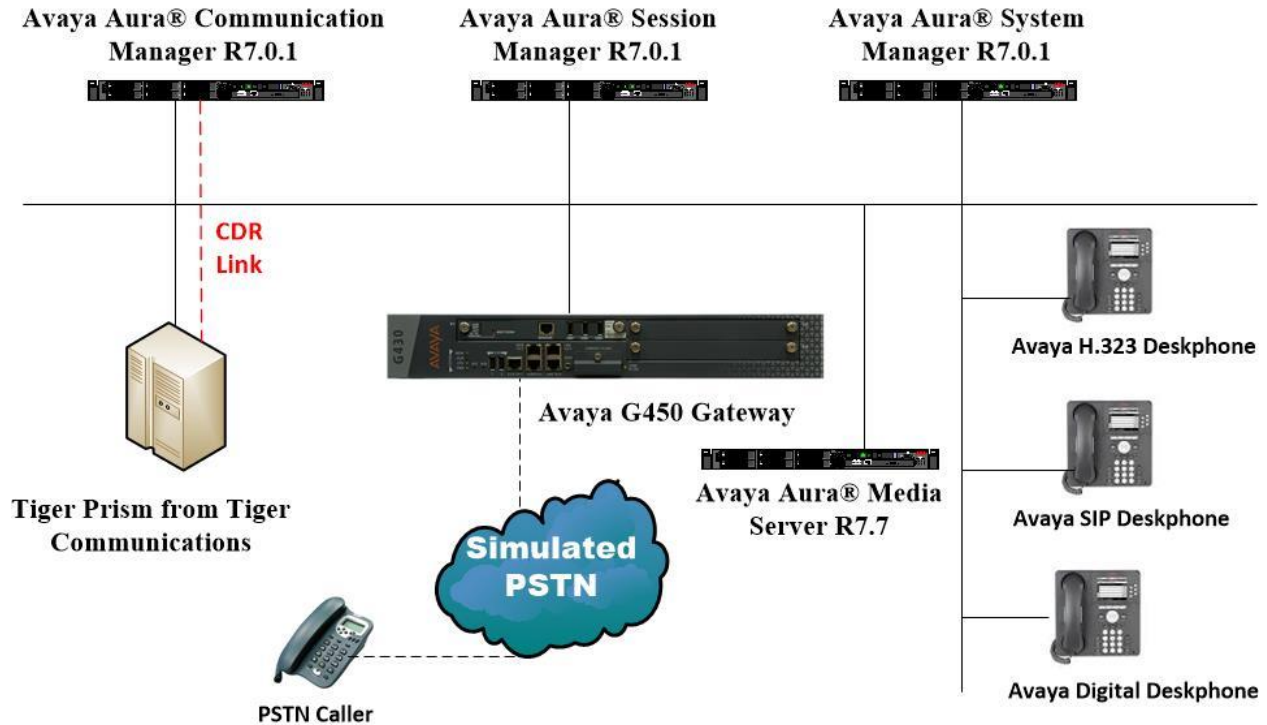 Avaya Aura® Communication
Manager R7.0.1
Avaya Aura® Session
Manager R7.0.1
Avaya Aura® System
Manager R7.0.1
CDR
Link
G430
AVAYA
Avaya G450 Gateway
Avaya H.323 Deskphone
Avaya Aura® Media
Server R7.7
Avaya SIP Deskphone
Tiger Prism from Tiger
Communications
Simulated
PSTN
PSTN Caller
Avaya Digital Deskphone